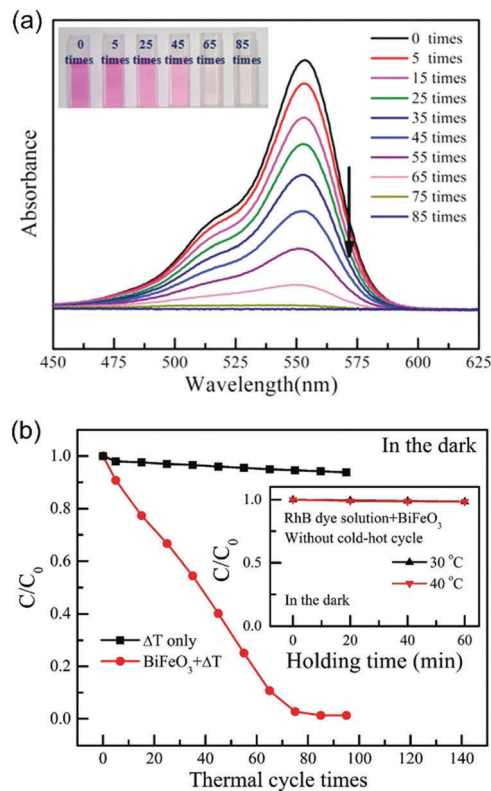 (a)
0 5 25 45 65 85
times times times times times times
0 times
5 times
15 times
25 times
35 times
45 times
55 times
65 times
75 times
85 times
Absorbance
450 475 500 525 550 575 600 625
Wavelength(nm)
(b)
In the dark
1.0
0.8
0.6
0.4
0.2
0.0
C/C0
ΔT only
BiFeO3+ΔT
1.0
0.5
0.0
C/C0
RhB dye solution+BiFeO3
Without cold-hot cycle
30 °C
40 °C
In the dark
0 20 40 60
Holding time (min)
0 20 40 60 80 100 120 140
Thermal cycle times